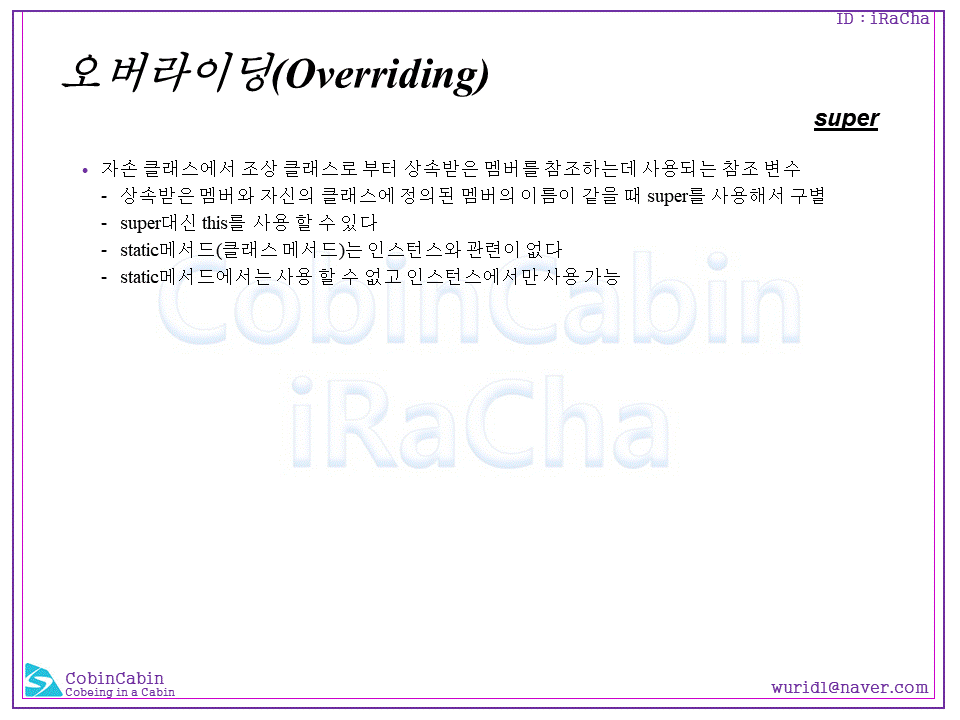 ID : iRaCha
오버라이딩(Overriding)
super
• 자손 클래스에서 조상 클래스로 부터 상속받은 멤버를 참조하는데 사용되는 참조 변수
- 상속받은 멤버와 자신의 클래스에 정의된 멤버의 이름이 같을 때 super를 사용해서 구별
- super대신 this를 사용 할 수 있다
- static메서드(클래스 메서드)는 인스턴스와 관련이 없다
- static메서드에서는 사용 할 수 없고 인스턴스에서만 사용 가능
CobinCabin
iRaCha
CobinCabin
Cobeing in a Cabin
wurid1@naver.com